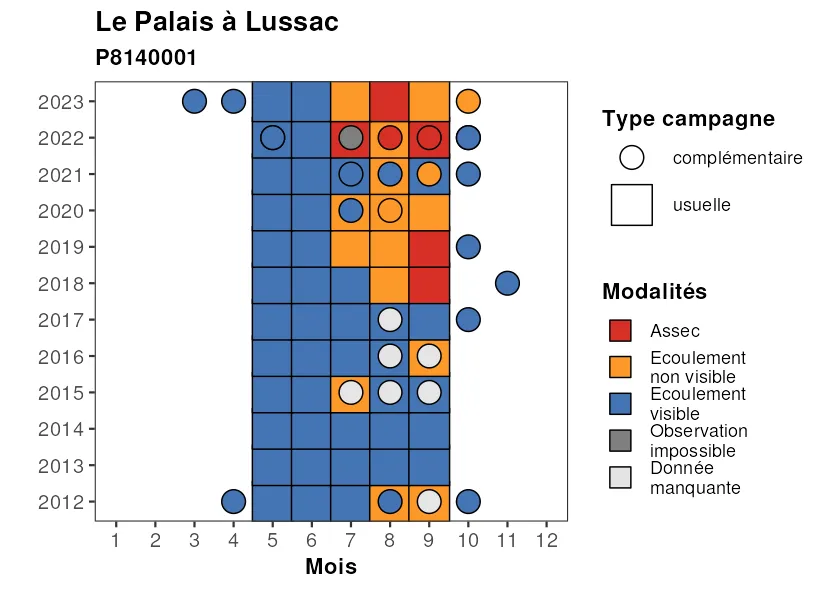 Le Palais à Lussac
P8140001
2023
2022
2021
2020
2019
2018
2017
2016
2015
2014
2013
2012
1 2 3 4 5 6 7 8 9 10 11 12
Mois
Type campagne
complémentaire
usuelle
Modalités
Assec
Ecoulement
non visible
Ecoulement
visible
Observation
impossible
Donnée
manquante